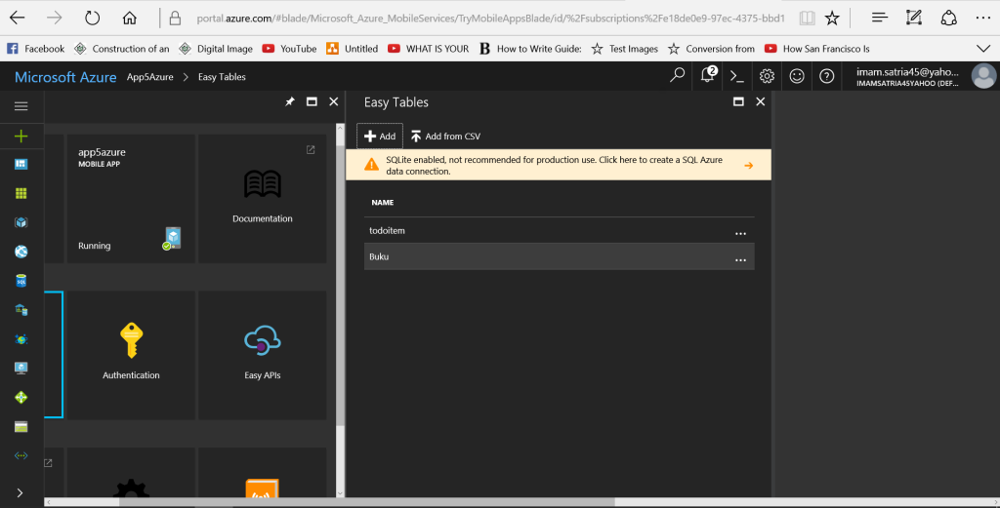 portal.azure.com/#blade/Microsoft_Azure_MobileServices/TryMobileAppsBlade/id/%2Fsubscriptions%2Fe18de0e9-97ec-4375-bbd1
Facebook Construction of an Digital Image YouTube Untitled WHAT IS YOUR B How to Write Guide: Test Images Conversion from How San Francisco Is
Microsoft Azure App5Azure > Easy Tables
2
imam.satria45@yaho...
IMAMSATRIA45YAHOO (DEF...
app5azure
MOBILE APP
Running
Documentation
Authentication
Easy APIs
SQL
Easy Tables
Add Add from CSV
SQLite enabled, not recommended for production use. Click here to create a SQL Azure
data connection.
NAME
todoitem
Buku